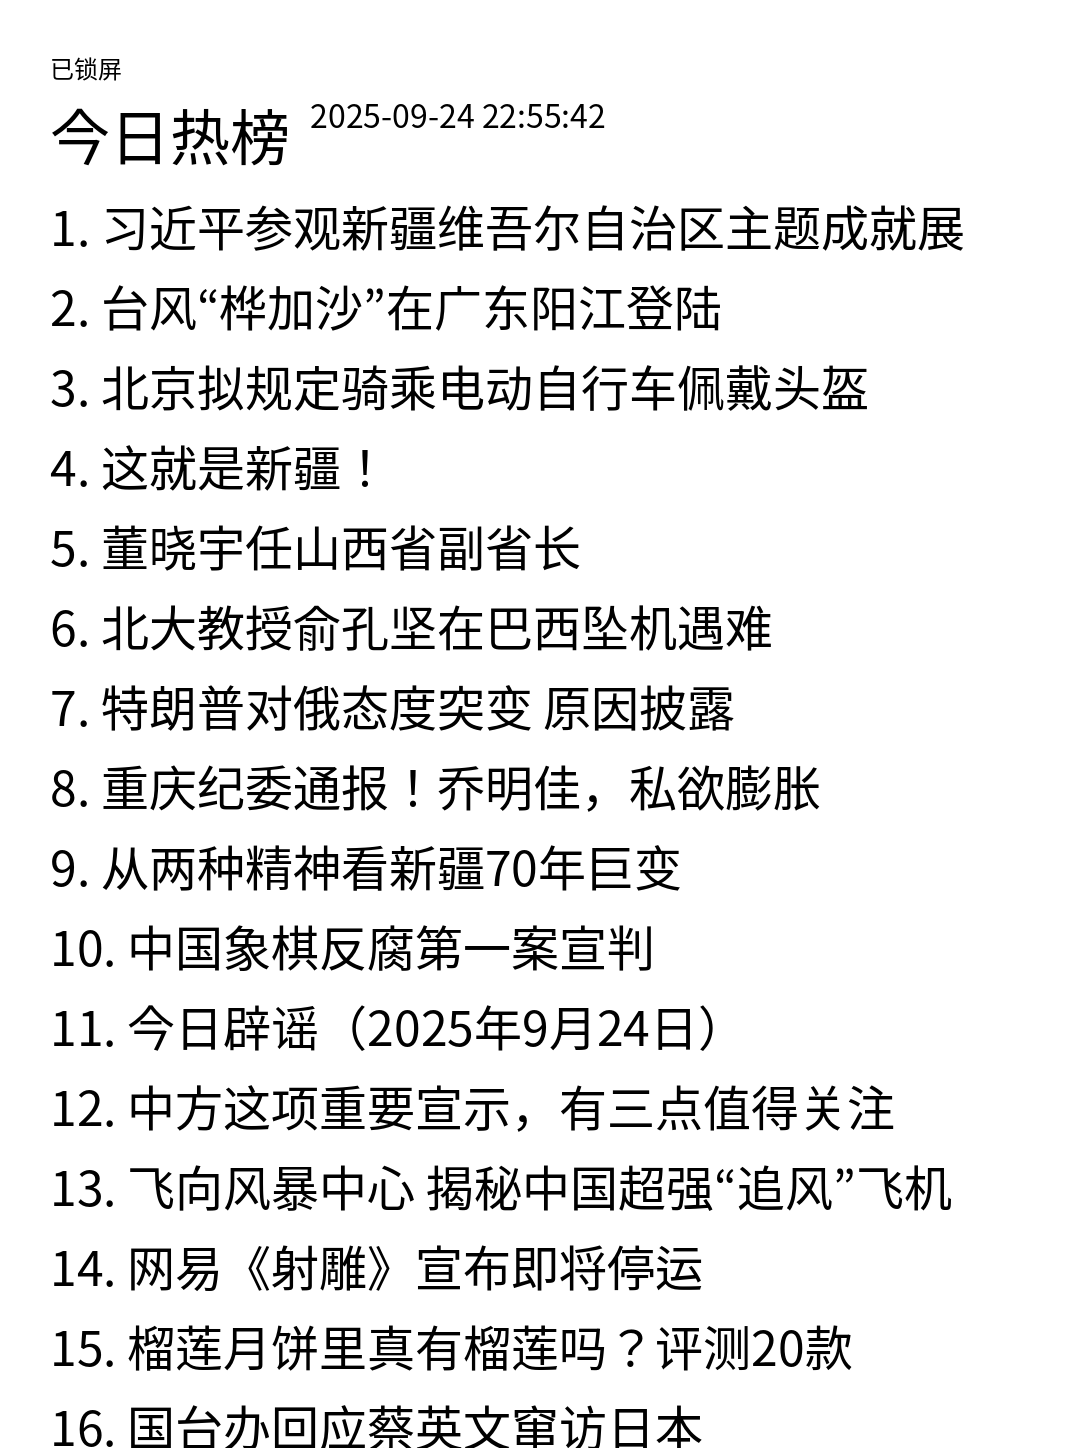 已锁屏
今日热榜 2025-09-24 22:55:42
1. 习近平参观新疆维吾尔自治区主题成就展
2. 台风“桦加沙”在广东阳江登陆
3. 北京拟规定骑乘电动自行车佩戴头盔
4. 这就是新疆！
5. 董晓宇任山西省副省长
6. 北大教授俞孔坚在巴西坠机遇难
7. 特朗普对俄态度突变 原因披露
8. 重庆纪委通报！乔明佳，私欲膨胀
9. 从两种精神看新疆70年巨变
10. 中国象棋反腐第一案宣判
11. 今日辟谣（2025年9月24日）
12. 中方这项重要宣示，有三点值得关注
13. 飞向风暴中心 揭秘中国超强“追风”飞机
14. 网易《射雕》宣布即将停运
15. 榴莲月饼里真有榴莲吗？评测20款
16. 国台办回应蔡英文窜访日本